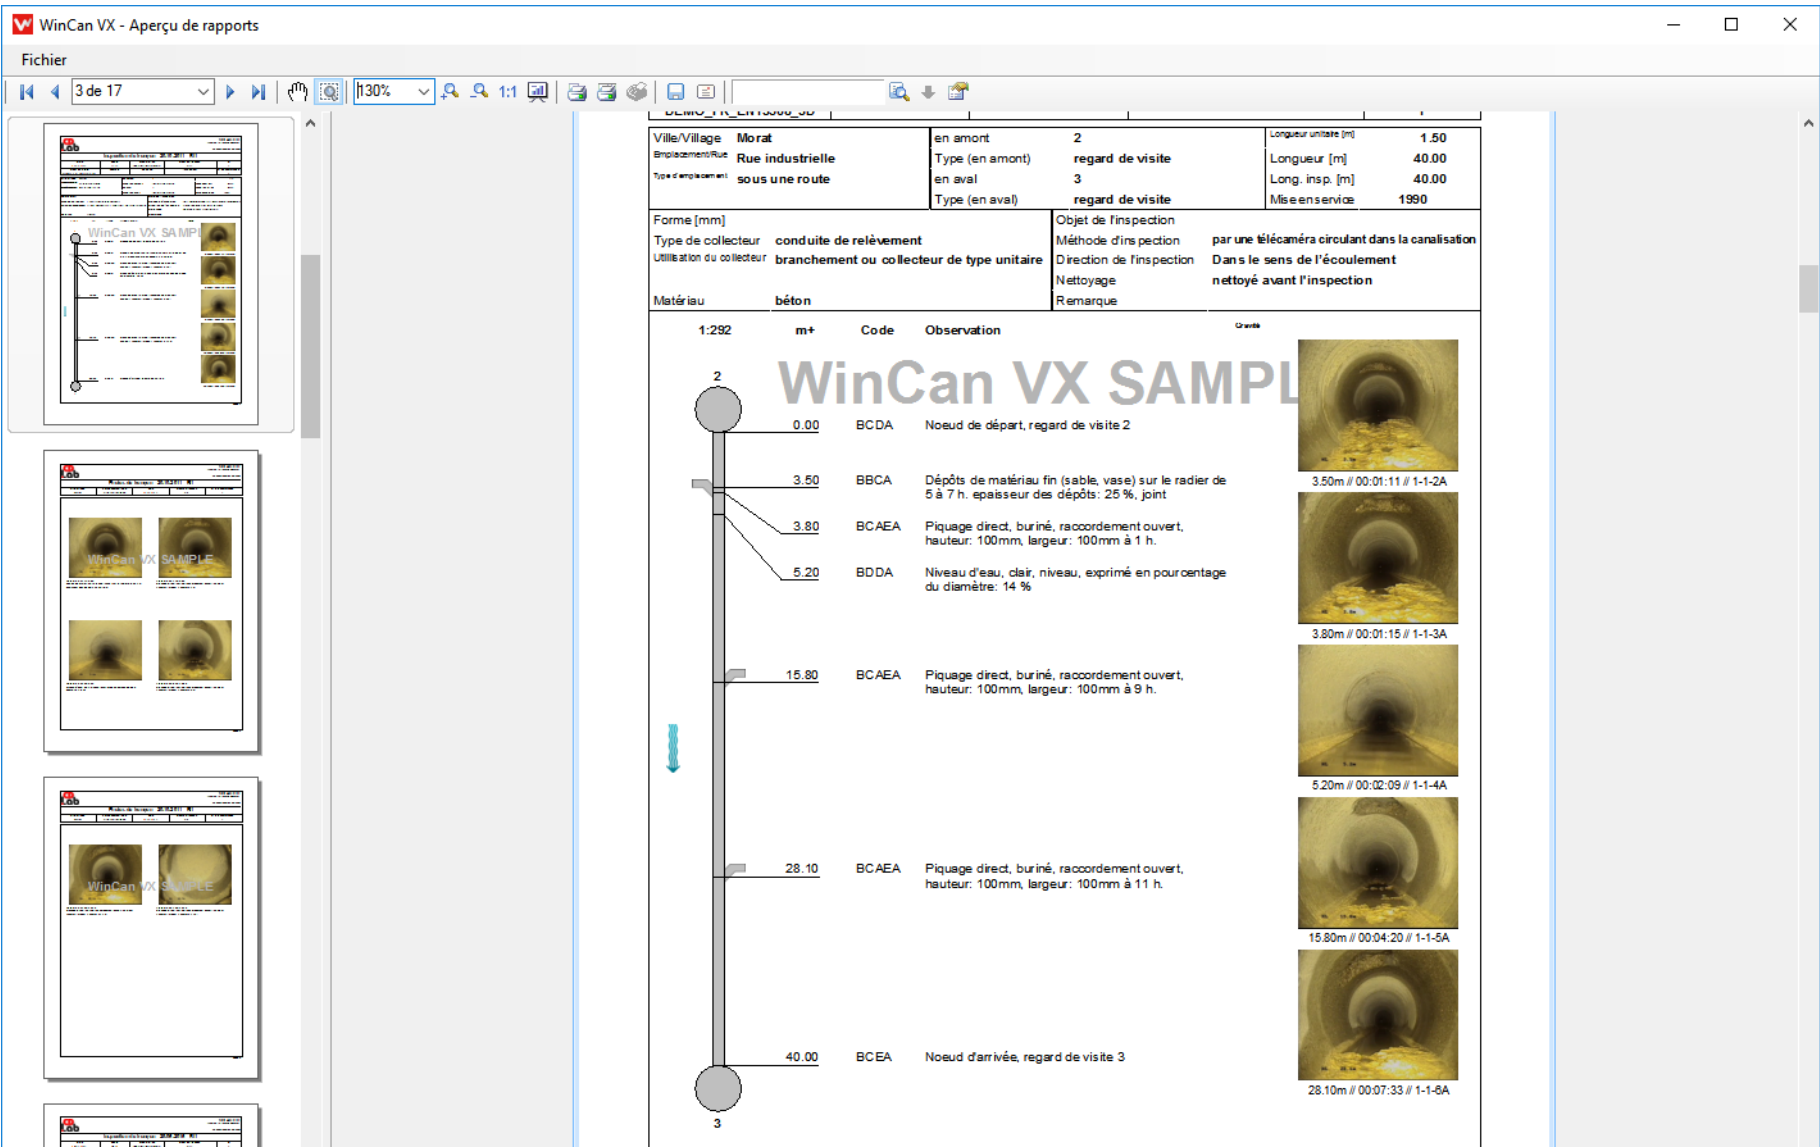 WinCan VX - Aperçu de rapports
Fichier
3 de 17
130%
1:1
DEMO_FR_EN13508_3D
Ville/Village Morat en amont 2 Longueur unitaire [m] 1.50
Emplacement/Rue Rue industrielle Type (en amont) regard de visite Longueur [m] 40.00
Type d'emplacement sous une route en aval 3 Long. insp. [m] 40.00
Type (en aval) regard de visite Mise en service 1990
Forme [mm] Objet de l'inspection
Type de collecteur conduite de relèvement Méthode d'inspection par une télécaméra circulant dans la canalisation
Utilisation du collecteur branchement ou collecteur de type unitaire Direction de l'inspection Dans le sens de l'écoulement
Nettoyage nettoyé avant l'inspection
Matériau béton Remarque
1:292 m+ Code Observation Gravité
WinCan VX SAMPL
2
0.00 BCDA Noeud de départ, regard de visite 2
3.50 BBCA Dépôts de matériau fin (sable, vase) sur le radier de
5 à 7 h. epaisseur des dépôts: 25 %, joint
3.50m // 00:01:11 // 1-1-2A
3.80 BCAEA Piquage direct, buriné, raccordement ouvert,
hauteur: 100mm, largeur: 100mm à 1 h.
5.20 BDDA Niveau d'eau, clair, niveau, exprimé en pourcentage
du diamètre: 14 %
3.80m // 00:01:15 // 1-1-3A
15.80 BCAEA Piquage direct, buriné, raccordement ouvert,
hauteur: 100mm, largeur: 100mm à 9 h.
5.20m // 00:02:09 // 1-1-4A
28.10 BCAEA Piquage direct, buriné, raccordement ouvert,
hauteur: 100mm, largeur: 100mm à 11 h.
15.80m // 00:04:20 // 1-1-5A
40.00 BCEA Noeud d'arrivée, regard de visite 3
28.10m // 00:07:33 // 1-1-6A
3
WinCan VX SAMPL
WinCan VX SAMPLE
WinCan VX SAMPLE